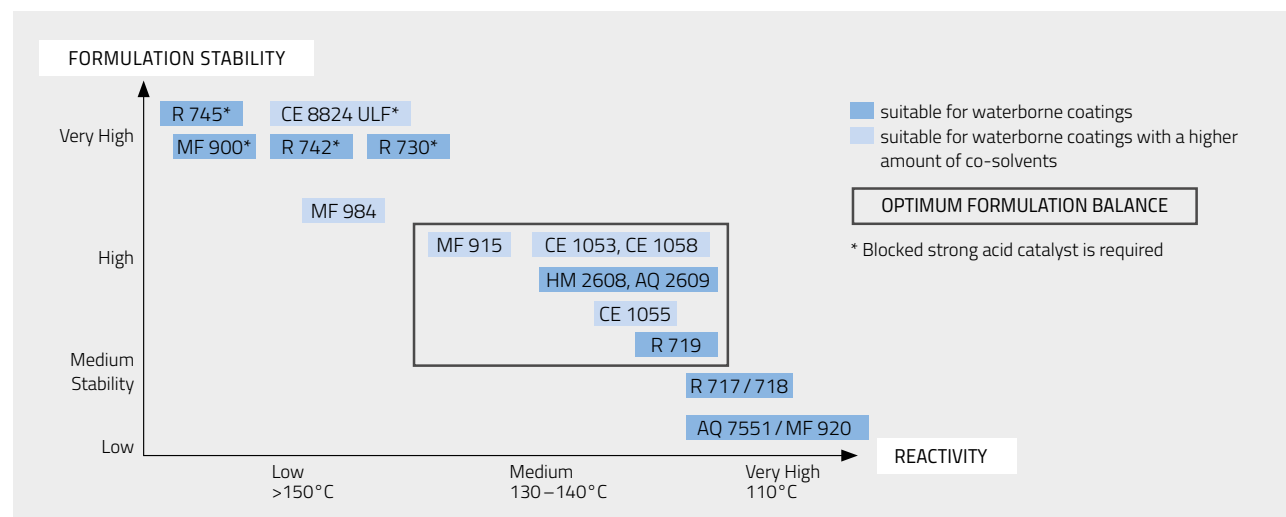 FORMULATION STABILITY
R 745*
CE 8824 ULF*
Very High
MF 900*
R 742*
R 730*
MF 984
High
MF 915
CE 1053, CE 1058
HM 2608, AQ 2609
CE 1055
R 719
Medium
Stability
R 717 / 718
AQ 7551 / MF 920
Low
REACTIVITY
Low
>150°C
Medium
130–140°C
Very High
110°C
suitable for waterborne coatings
suitable for waterborne coatings with a higher
amount of co-solvents
OPTIMUM FORMULATION BALANCE
* Blocked strong acid catalyst is required